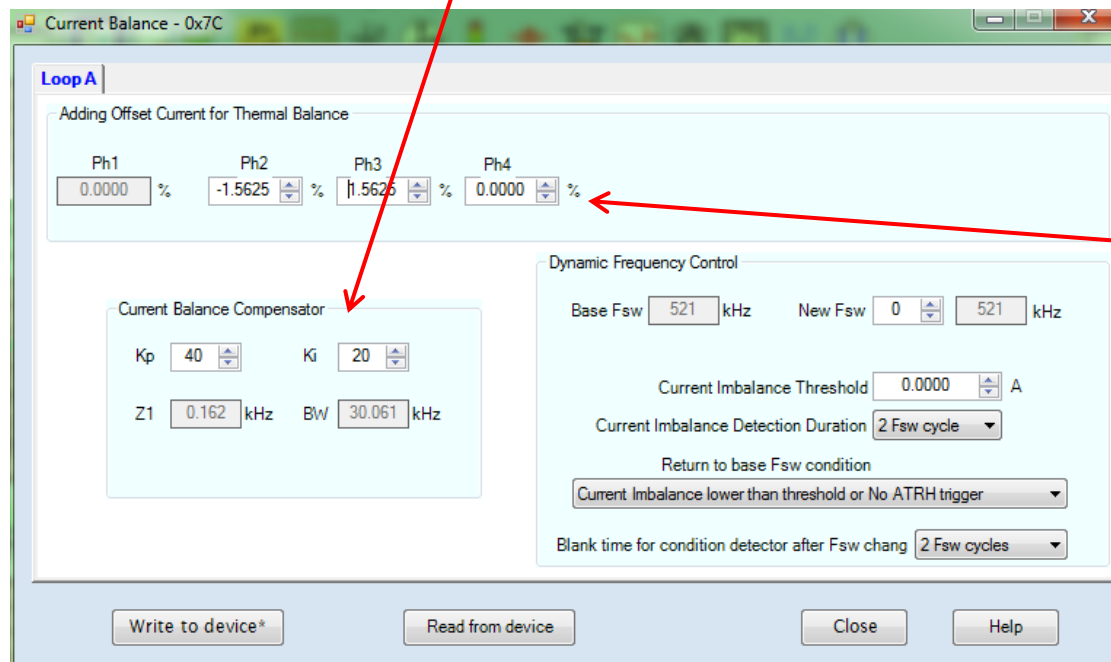 Current Balance - 0x7C
Loop A
Adding Offset Current for Thermal Balance
Ph1 Ph2 Ph3 Ph4
0.0000 % -1.5625 % 1.5625 % 0.0000 %
Dynamic Frequency Control
Base Fsw 521 kHz New Fsw 0 521 kHz
Current Balance Compensator
Kp 40 Ki 20
Z1 0.162 kHz BW 30.061 kHz
Current Imbalance Threshold 0.0000 A
Current Imbalance Detection Duration 2 Fsw cycle
Return to base Fsw condition
Current Imbalance lower than threshold or No ATRH trigger
Blank time for condition detector after Fsw chang 2 Fsw cycles
Write to device* Read from device Close Help